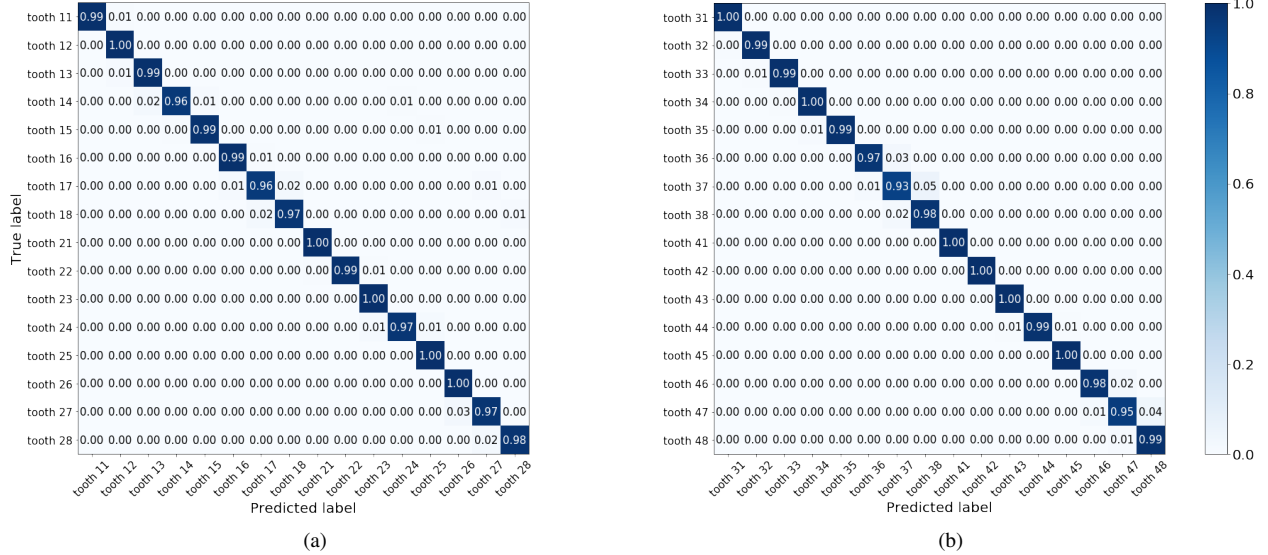 True label
tooth 11 0.99 0.01 0.00 0.00 0.00 0.00 0.00 0.00 0.00 0.00 0.00 0.00 0.00 0.00 0.00 0.00
tooth 12 0.00 1.00 0.00 0.00 0.00 0.00 0.00 0.00 0.00 0.00 0.00 0.00 0.00 0.00 0.00 0.00
tooth 13 0.00 0.01 0.99 0.00 0.00 0.00 0.00 0.00 0.00 0.00 0.00 0.00 0.00 0.00 0.00 0.00
tooth 14 0.00 0.00 0.02 0.96 0.01 0.00 0.00 0.00 0.00 0.00 0.00 0.01 0.00 0.00 0.00 0.00
tooth 15 0.00 0.00 0.00 0.00 0.99 0.00 0.00 0.00 0.00 0.00 0.00 0.00 0.01 0.00 0.00 0.00
tooth 16 0.00 0.00 0.00 0.00 0.00 0.99 0.01 0.00 0.00 0.00 0.00 0.00 0.00 0.00 0.00 0.00
tooth 17 0.00 0.00 0.00 0.00 0.00 0.01 0.96 0.02 0.00 0.00 0.00 0.00 0.00 0.00 0.01 0.00
tooth 18 0.00 0.00 0.00 0.00 0.00 0.00 0.02 0.97 0.00 0.00 0.00 0.00 0.00 0.00 0.00 0.01
tooth 21 0.00 0.00 0.00 0.00 0.00 0.00 0.00 0.00 1.00 0.00 0.00 0.00 0.00 0.00 0.00 0.00
tooth 22 0.00 0.00 0.00 0.00 0.00 0.00 0.00 0.00 0.00 0.99 0.01 0.00 0.00 0.00 0.00 0.00
tooth 23 0.00 0.00 0.00 0.00 0.00 0.00 0.00 0.00 0.00 0.00 1.00 0.00 0.00 0.00 0.00 0.00
tooth 24 0.00 0.00 0.00 0.00 0.00 0.00 0.00 0.00 0.00 0.00 0.01 0.97 0.01 0.00 0.00 0.00
tooth 25 0.00 0.00 0.00 0.00 0.00 0.00 0.00 0.00 0.00 0.00 0.00 0.00 1.00 0.00 0.00 0.00
tooth 26 0.00 0.00 0.00 0.00 0.00 0.00 0.00 0.00 0.00 0.00 0.00 0.00 0.00 1.00 0.00 0.00
tooth 27 0.00 0.00 0.00 0.00 0.00 0.00 0.00 0.00 0.00 0.00 0.00 0.00 0.00 0.03 0.97 0.00
tooth 28 0.00 0.00 0.00 0.00 0.00 0.00 0.00 0.00 0.00 0.00 0.00 0.00 0.00 0.00 0.02 0.98
tooth 11 tooth 12 tooth 13 tooth 14 tooth 15 tooth 16 tooth 17 tooth 18 tooth 21 tooth 22 tooth 23 tooth 24 tooth 25 tooth 26 tooth 27 tooth 28
Predicted label
(a)
tooth 31 1.00 0.00 0.00 0.00 0.00 0.00 0.00 0.00 0.00 0.00 0.00 0.00 0.00 0.00 0.00 0.00
tooth 32 0.00 0.99 0.00 0.00 0.00 0.00 0.00 0.00 0.00 0.00 0.00 0.00 0.00 0.00 0.00 0.00
tooth 33 0.00 0.01 0.99 0.00 0.00 0.00 0.00 0.00 0.00 0.00 0.00 0.00 0.00 0.00 0.00 0.00
tooth 34 0.00 0.00 0.00 1.00 0.00 0.00 0.00 0.00 0.00 0.00 0.00 0.00 0.00 0.00 0.00 0.00
tooth 35 0.00 0.00 0.00 0.01 0.99 0.00 0.00 0.00 0.00 0.00 0.00 0.00 0.00 0.00 0.00 0.00
tooth 36 0.00 0.00 0.00 0.00 0.00 0.97 0.03 0.00 0.00 0.00 0.00 0.00 0.00 0.00 0.00 0.00
tooth 37 0.00 0.00 0.00 0.00 0.00 0.01 0.93 0.05 0.00 0.00 0.00 0.00 0.00 0.00 0.00 0.00
tooth 38 0.00 0.00 0.00 0.00 0.00 0.00 0.02 0.98 0.00 0.00 0.00 0.00 0.00 0.00 0.00 0.00
tooth 41 0.00 0.00 0.00 0.00 0.00 0.00 0.00 0.00 1.00 0.00 0.00 0.00 0.00 0.00 0.00 0.00
tooth 42 0.00 0.00 0.00 0.00 0.00 0.00 0.00 0.00 0.00 1.00 0.00 0.00 0.00 0.00 0.00 0.00
tooth 43 0.00 0.00 0.00 0.00 0.00 0.00 0.00 0.00 0.00 0.00 1.00 0.00 0.00 0.00 0.00 0.00
tooth 44 0.00 0.00 0.00 0.00 0.00 0.00 0.00 0.00 0.00 0.00 0.01 0.99 0.01 0.00 0.00 0.00
tooth 45 0.00 0.00 0.00 0.00 0.00 0.00 0.00 0.00 0.00 0.00 0.00 0.00 1.00 0.00 0.00 0.00
tooth 46 0.00 0.00 0.00 0.00 0.00 0.00 0.00 0.00 0.00 0.00 0.00 0.00 0.00 0.98 0.02 0.00
tooth 47 0.00 0.00 0.00 0.00 0.00 0.00 0.00 0.00 0.00 0.00 0.00 0.00 0.00 0.01 0.95 0.04
tooth 48 0.00 0.00 0.00 0.00 0.00 0.00 0.00 0.00 0.00 0.00 0.00 0.00 0.00 0.00 0.01 0.99
tooth 31 tooth 32 tooth 33 tooth 34 tooth 35 tooth 36 tooth 37 tooth 38 tooth 41 tooth 42 tooth 43 tooth 44 tooth 45 tooth 46 tooth 47 tooth 48
Predicted label
(b)
1.0
0.8
0.6
0.4
0.2
0.0